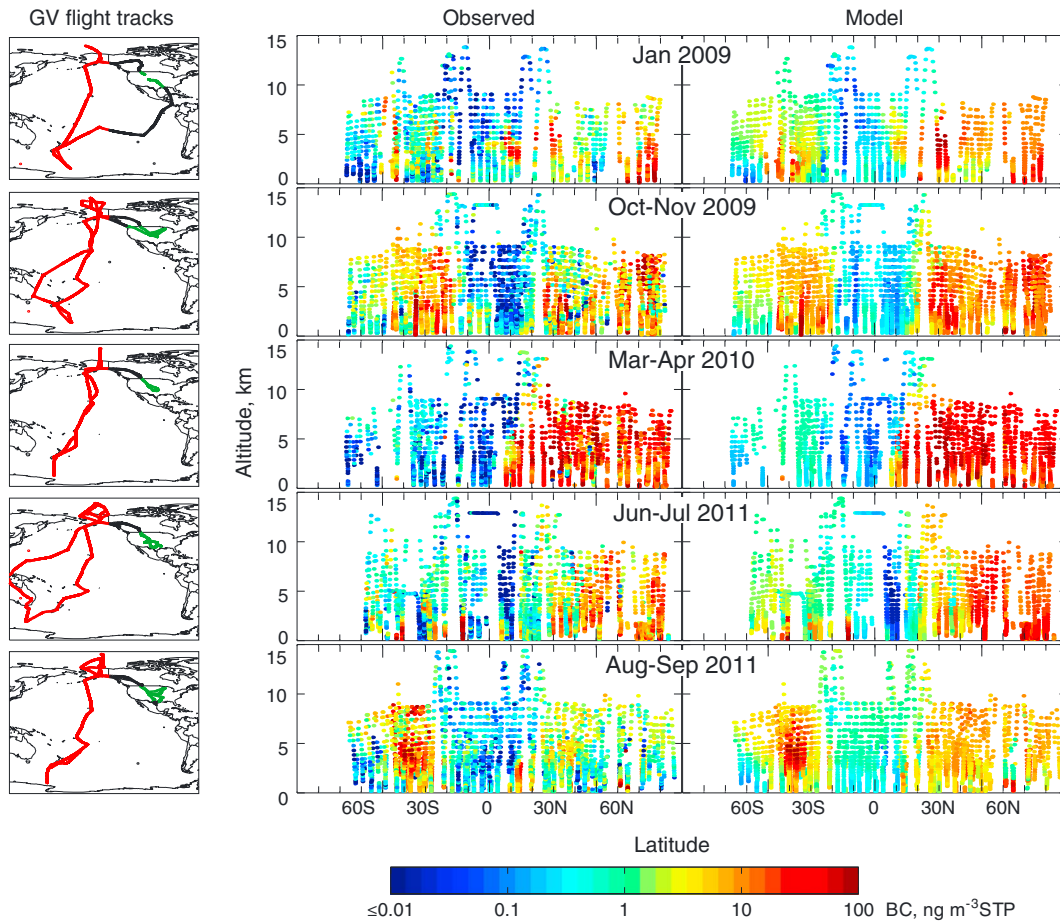 GV flight tracks
Observed
Model
Jan 2009
15
10
5
0
Oct-Nov 2009
15
10
5
0
Mar-Apr 2010
15
10
5
0
Altitude, km
Jun-Jul 2011
15
10
5
0
Aug-Sep 2011
15
10
5
0
60S 30S 0 30N 60N
60S 30S 0 30N 60N
Latitude
≤0.01 0.1 1 10 100 BC, ng m⁻³STP